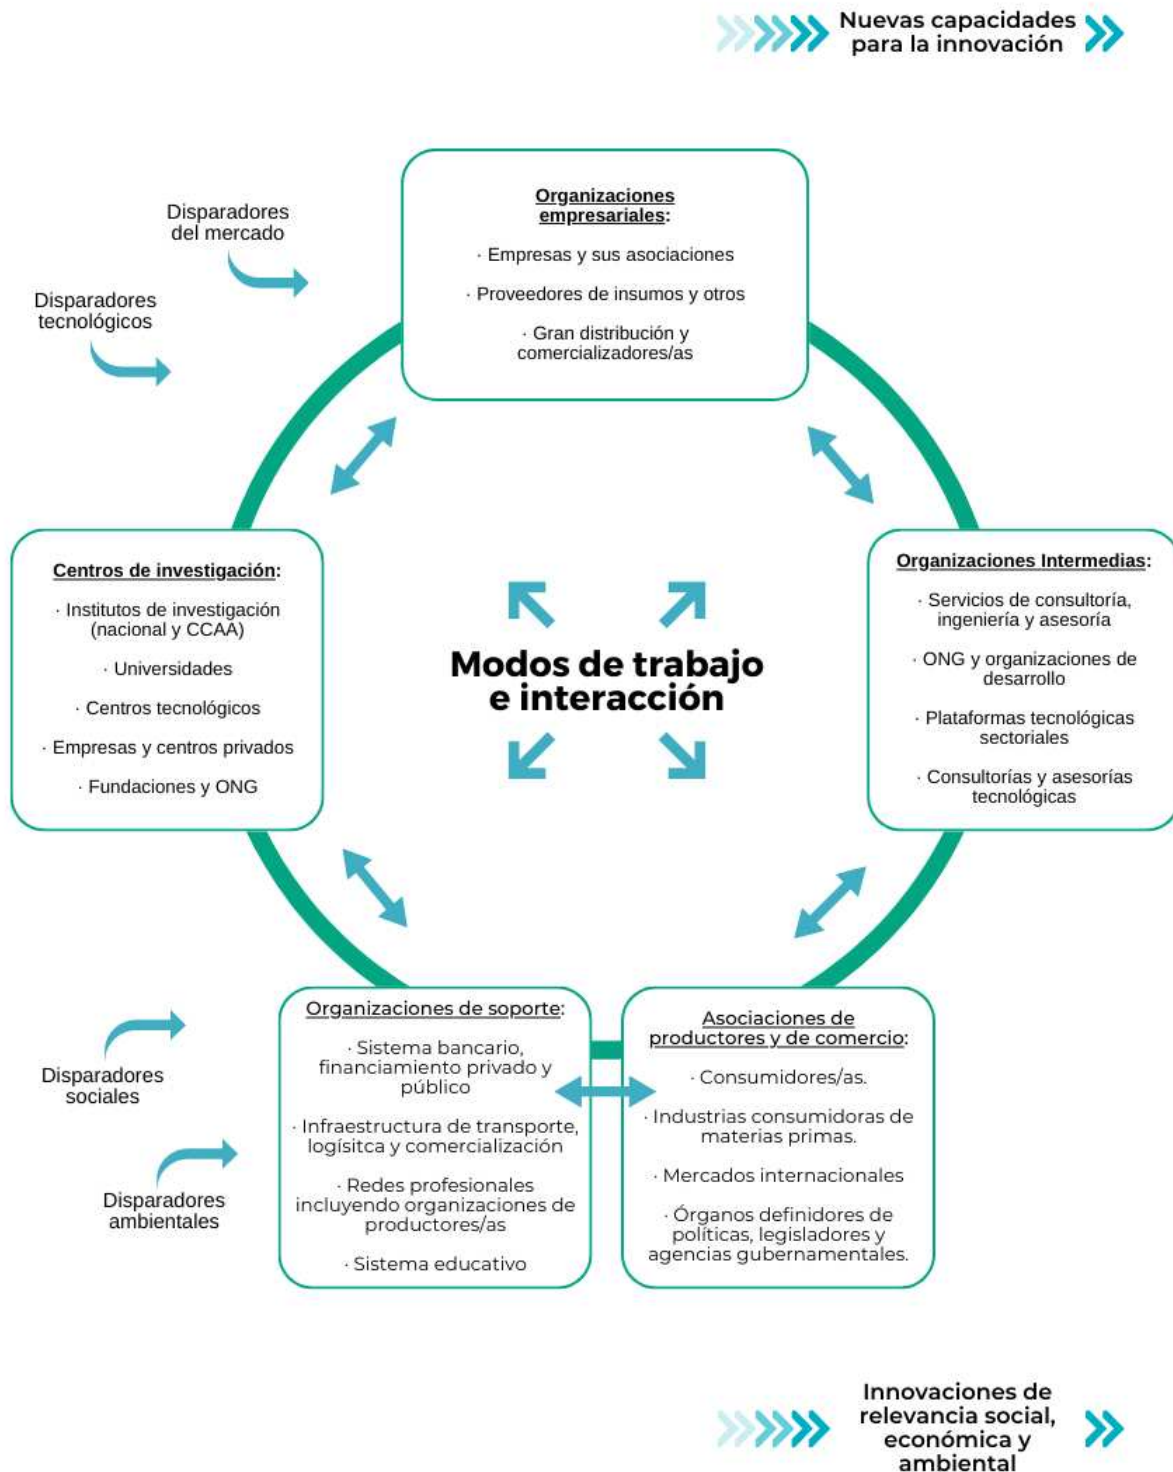 Nuevas capacidades
para la innovación
Organizaciones
empresariales:
· Empresas y sus asociaciones
· Proveedores de insumos y otros
· Gran distribución y
comercializadores/as
Disparadores
del mercado
Disparadores
tecnológicos
Centros de investigación:
· Institutos de investigación
(nacional y CCAA)
· Universidades
· Centros tecnológicos
· Empresas y centros privados
· Fundaciones y ONG
Modos de trabajo
e interacción
Organizaciones Intermedias:
· Servicios de consultoría,
ingeniería y asesoría
· ONG y organizaciones de
desarrollo
· Plataformas tecnológicas
sectoriales
· Consultorías y asesorías
tecnológicas
Organizaciones de soporte:
· Sistema bancario,
financiamiento privado y
público
· Infraestructura de transporte,
logísitca y comercialización
· Redes profesionales
incluyendo organizaciones de
productores/as
· Sistema educativo
Asociaciones de
productores y de comercio:
· Consumidores/as.
· Industrias consumidoras de
materias primas.
· Mercados internacionales
· Órganos definidores de
políticas, legisladores y
agencias gubernamentales.
Disparadores
sociales
Disparadores
ambientales
Innovaciones de
relevancia social,
económica y
ambiental